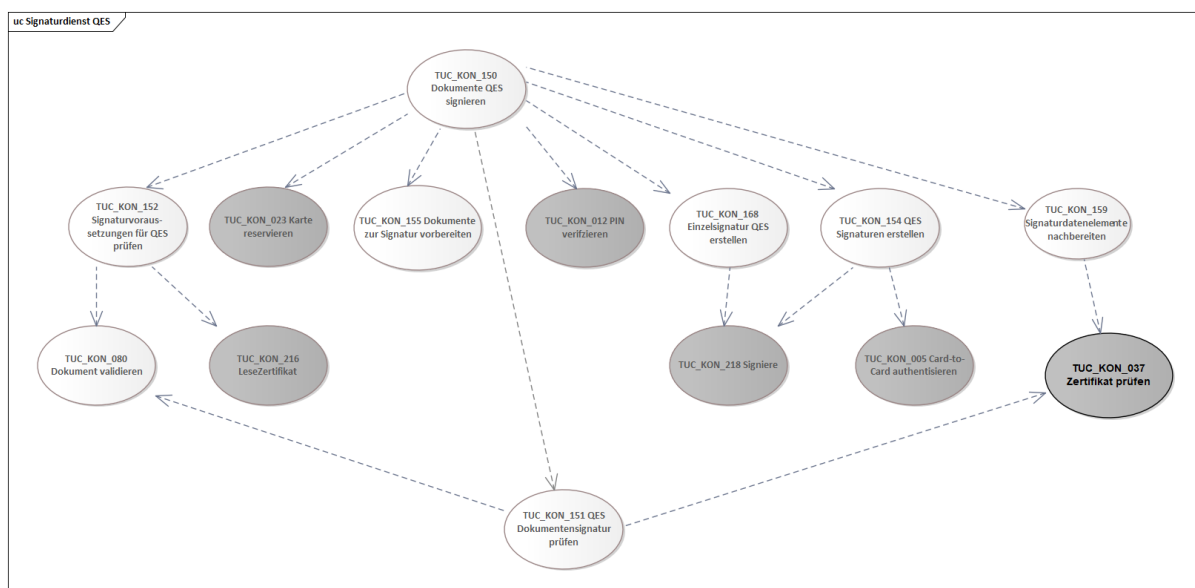 uc Signaturdienst QES
TUC_KON_150
Dokumente QES
signieren
TUC_KON_152
Signaturvoraus-
setzungen für QES
prüfen
TUC_KON_023 Karte
reservieren
TUC_KON_155 Dokumente
zur Signatur vorbereiten
TUC_KON_012 PIN
verifzieren
TUC_KON_168
Einzelsignatur QES
erstellen
TUC_KON_154 QES
Signaturen erstellen
TUC_KON_159
Signaturdatenelemente
nachbereiten
TUC_KON_080
Dokument validieren
TUC_KON_216
LeseZertifikat
TUC_KON_218 Signiere
TUC_KON_005 Card-to-
Card authentisieren
TUC_KON_037
Zertifikat prüfen
TUC_KON_151 QES
Dokumentensignatur
prüfen